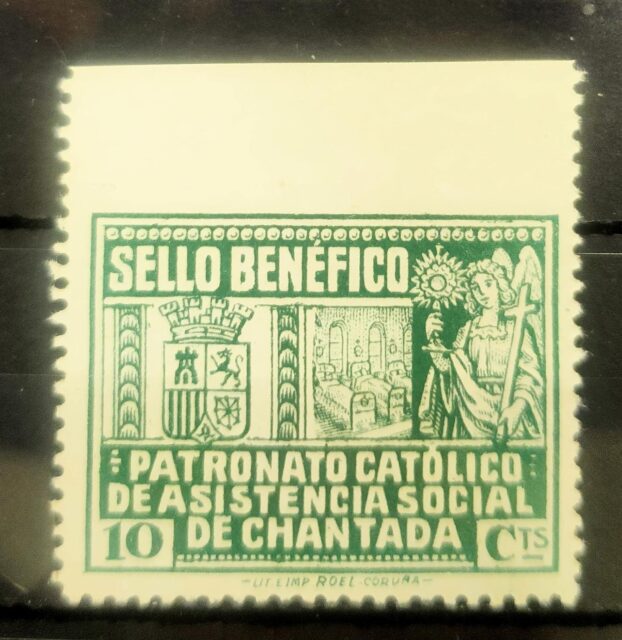 SELLO BENÉFICO
PATRONATO CATÓLICO
DE ASISTENCIA SOCIAL
10 DE CHANTADA CTS
-LIT E IMP ROEL-CORUÑA-